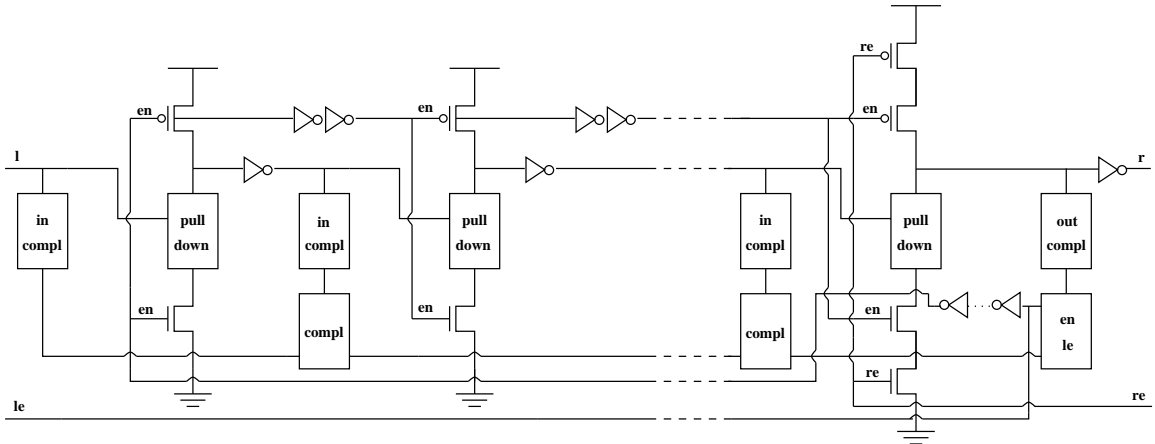 re
en
en
en
l
r
in
compl
pull
down
in
compl
pull
down
in
compl
pull
down
out
compl
en
en
compl
compl
en
en
le
re
le
re